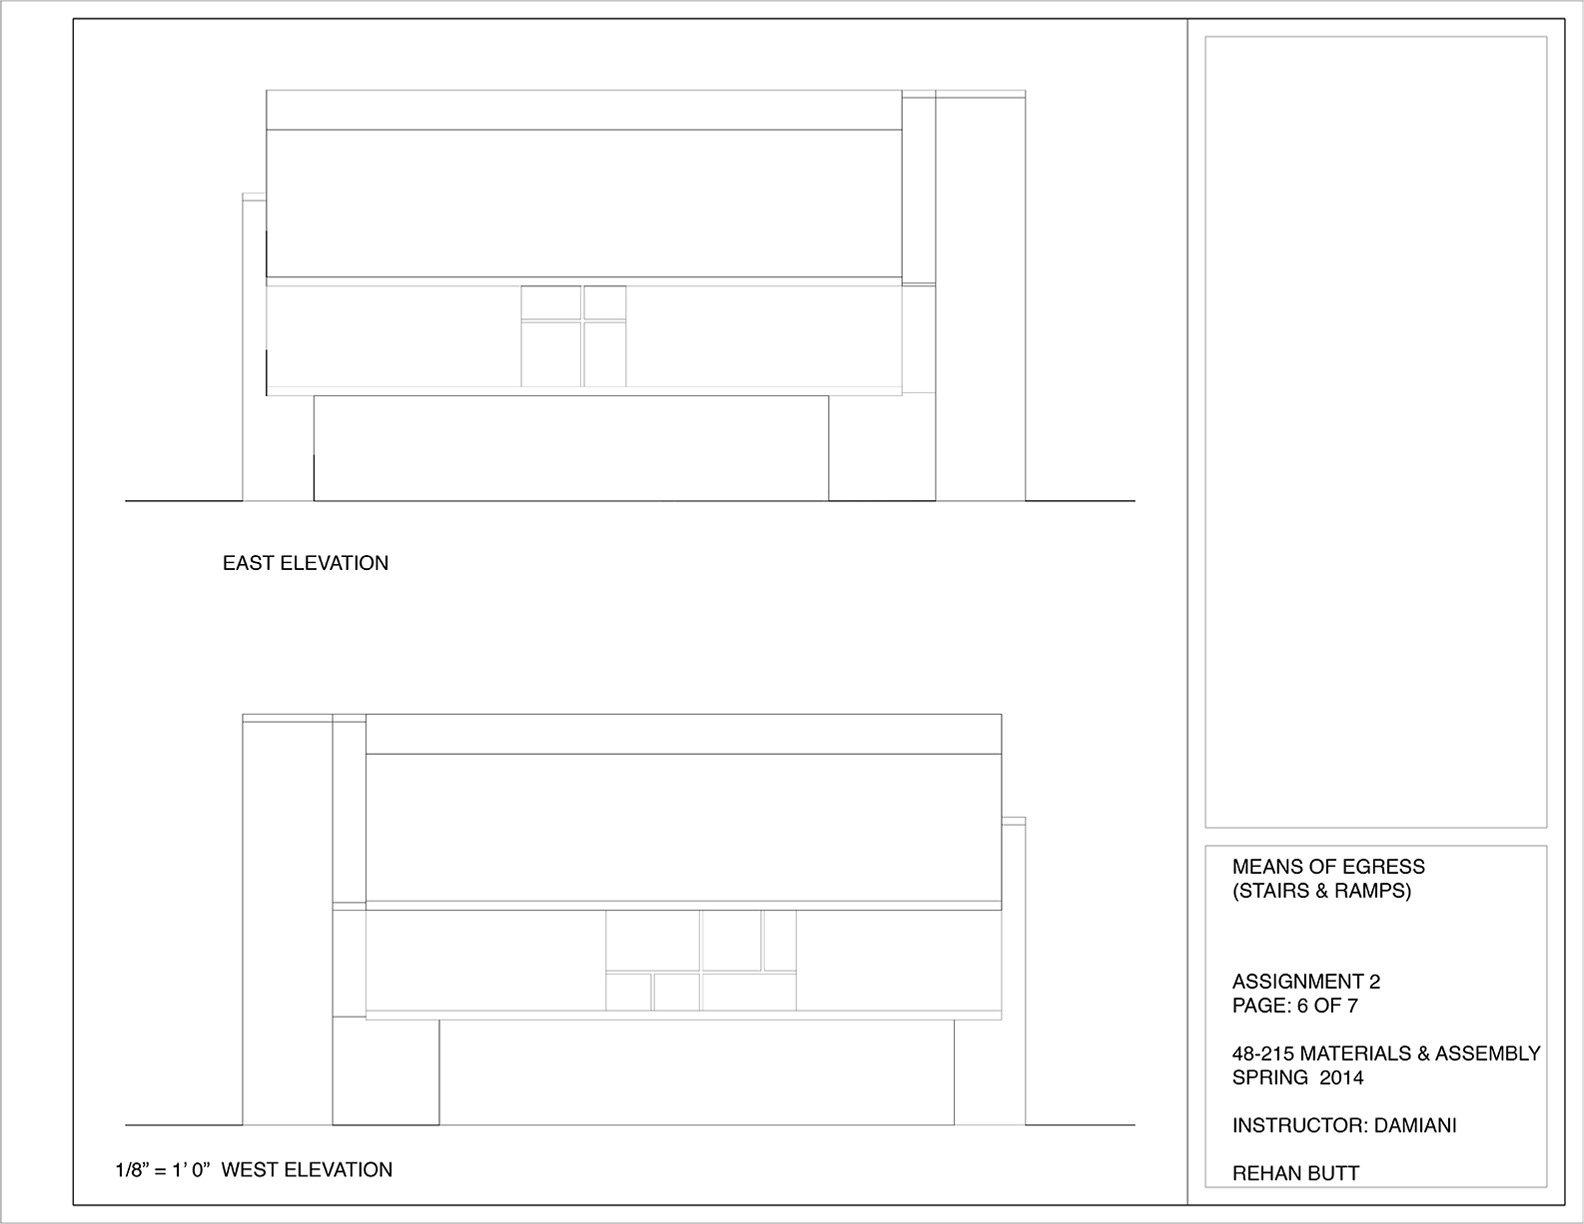 EAST ELEVATION
1/8” = 1’ 0” WEST ELEVATION
MEANS OF EGRESS
(STAIRS & RAMPS)
ASSIGNMENT 2
PAGE: 6 OF 7
48-215 MATERIALS & ASSEMBLY
SPRING 2014
INSTRUCTOR: DAMIANI
REHAN BUTT